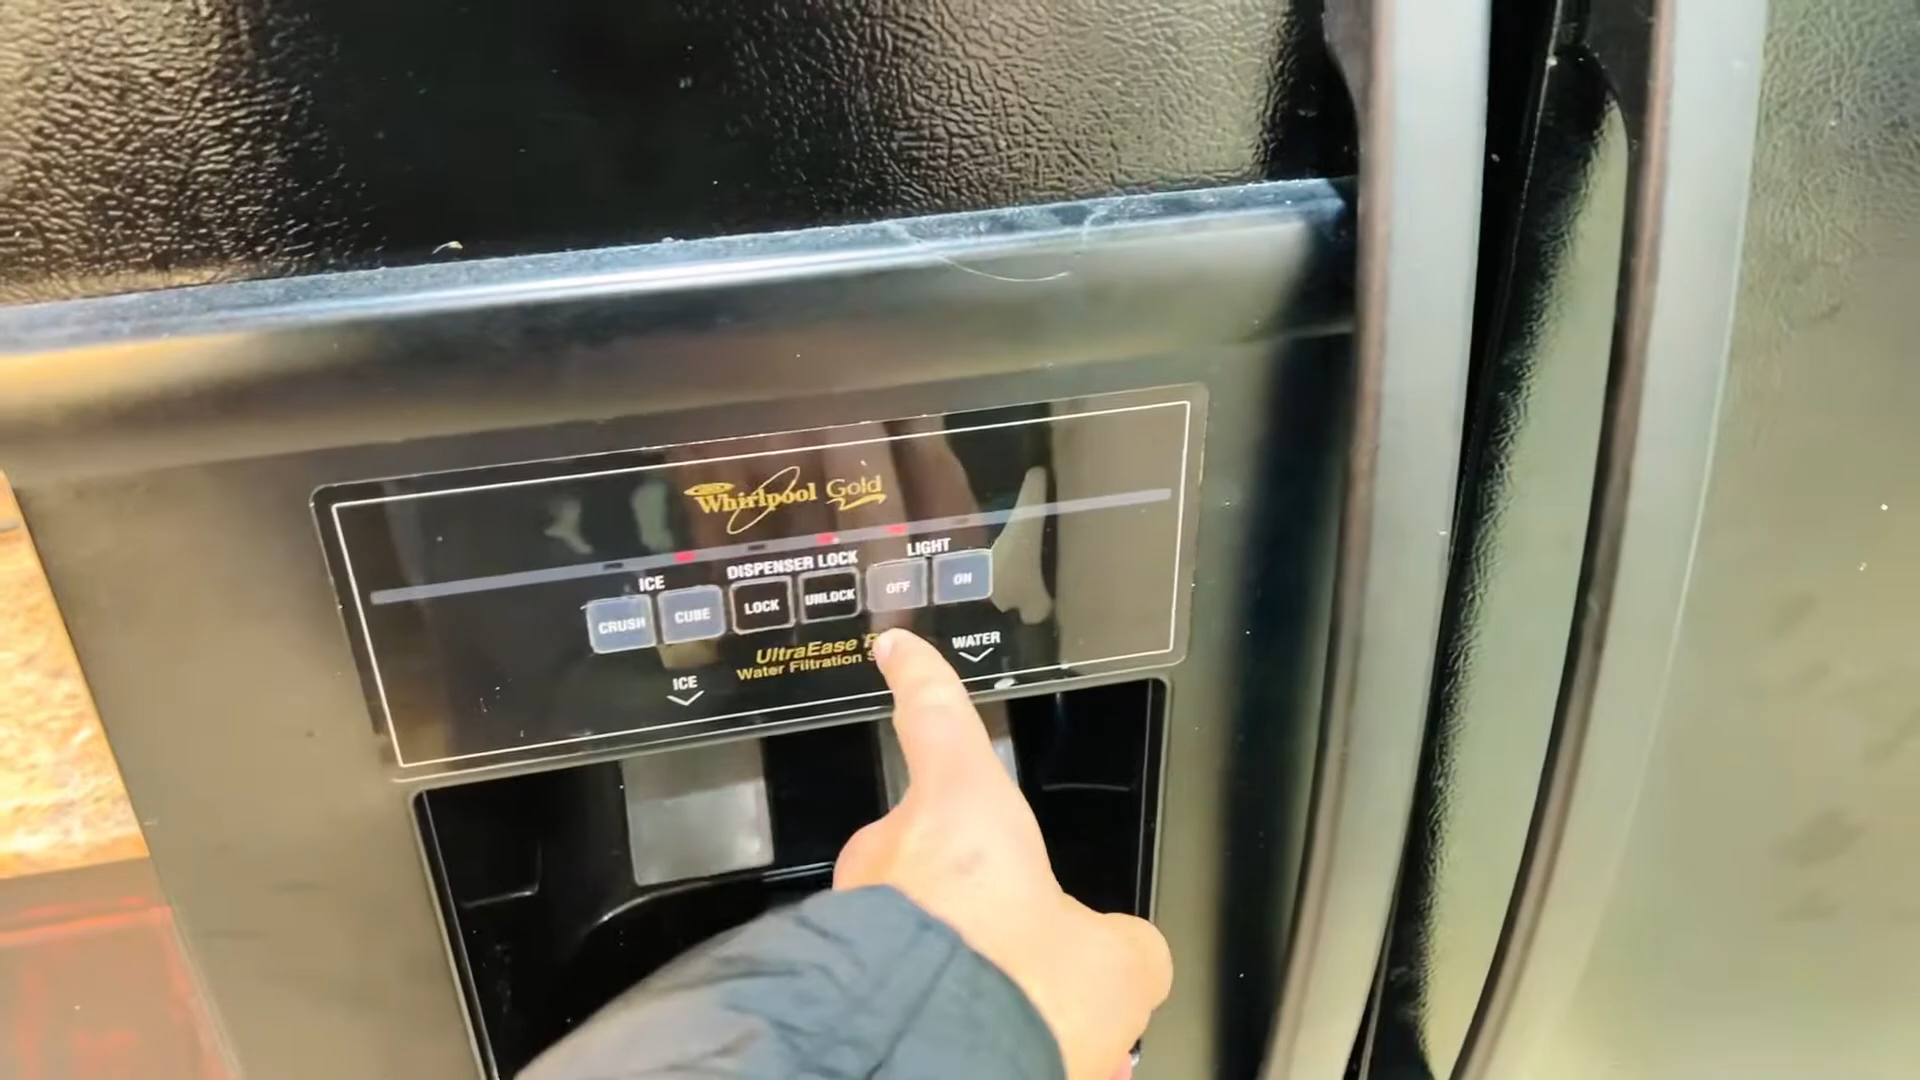 Whirlpool Gold
ICE
DISPENSER LOCK
LIGHT
CRUSH
CUBE
LOCK
UNLOCK
OFF
ON
UltraEase
Water Filtration
WATER
ICE